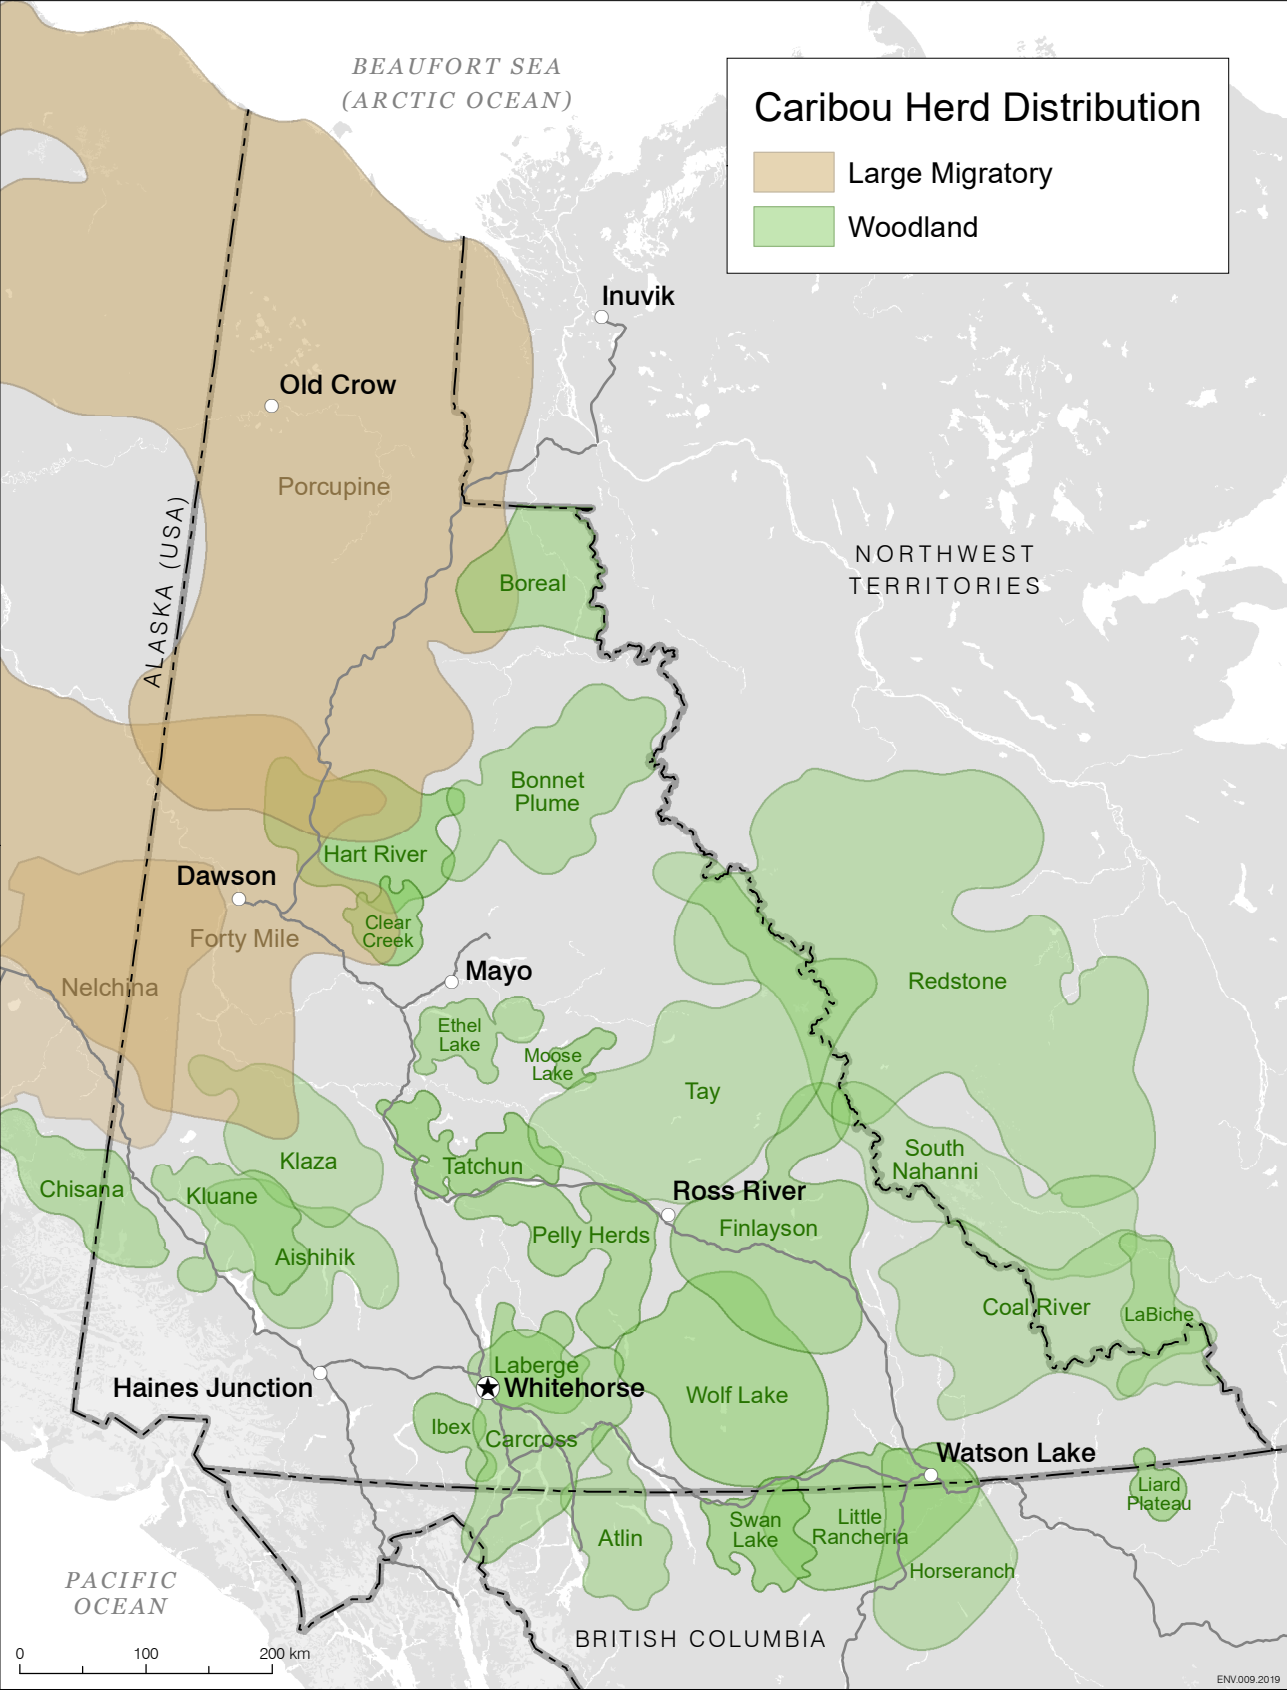 BEAUFORT SEA
(ARCTIC OCEAN)
Caribou Herd Distribution
Large Migratory
Woodland
Inuvik
Old Crow
Porcupine
ALASKA (USA)
NORTHWEST
TERRITORIES
Boreal
Bonnet
Plume
Hart River
Dawson
Clear
Creek
Forty Mile
Mayo
Nelchina
Redstone
Ethel
Lake
Moose
Lake
Tay
Klaza
Tatchun
South
Nahanni
Chisana
Kluane
Ross River
Pelly Herds
Finlayson
Aishihik
Coal River
LaBiche
Laberge
Haines Junction
Whitehorse
Wolf Lake
Ibex
Carcross
Watson Lake
Liard
Plateau
Swan
Lake
Little
Rancheria
Atlin
Horseranch
PACIFIC
OCEAN
BRITISH COLUMBIA
0 100 200 km
ENV.009.2019